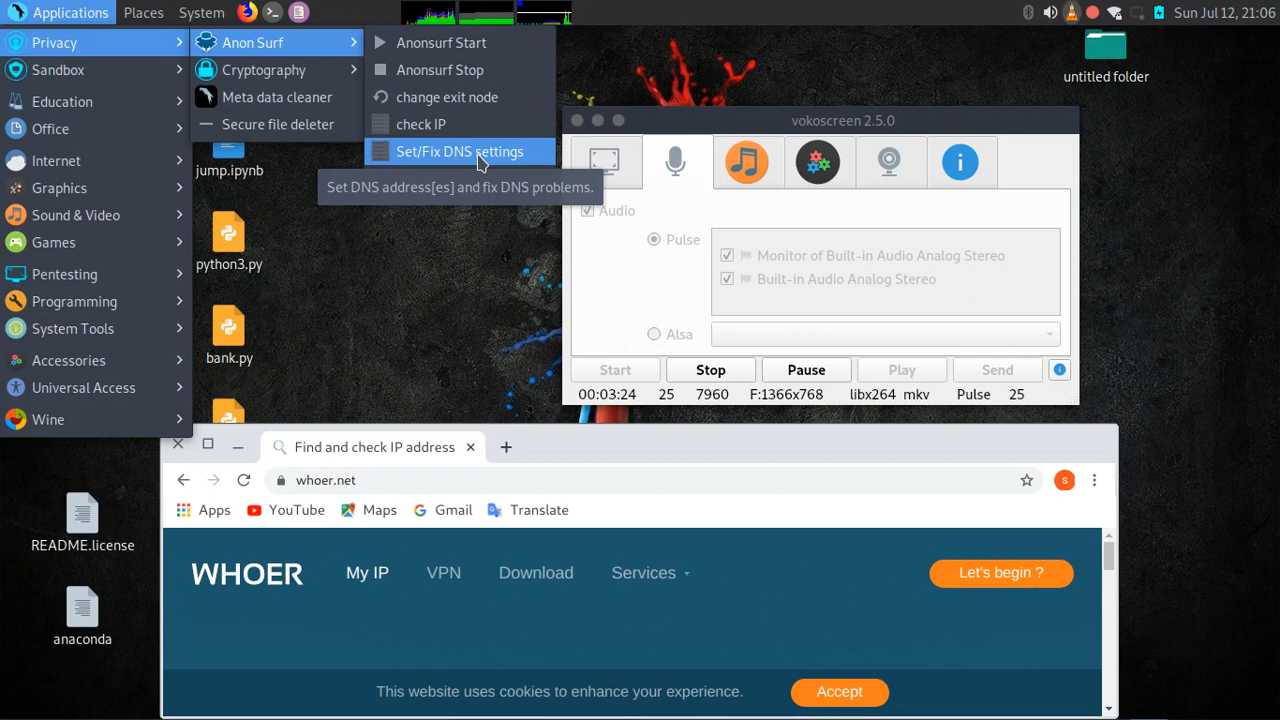 Applications Places System Sun Jul 12, 21:06
Privacy
Sandbox
Education
Office
Internet
Graphics
Sound & Video
Games
Pentesting
Programming
System Tools
Accessories
Universal Access
Wine
Anon Surf
Cryptography
Meta data cleaner
Secure file deleter
Anonsurf Start
Anonsurf Stop
change exit node
check IP
Set/Fix DNS settings
Set DNS address[es] and fix DNS problems.
untitled folder
jump.ipynb
python3.py
bank.py
README.license
anaconda
vokoscreen 2.5.0
Audio
Pulse
Monitor of Built-in Audio Analog Stereo
Built-in Audio Analog Stereo
Alsa
Start Stop Pause Play Send
00:03:24 25 7960 F:1366x768 libx264 mkv Pulse 25
Find and check IP address
whoer.net
s
Apps YouTube Maps Gmail Translate
WHOER My IP VPN Download Services Let's begin ?
This website uses cookies to enhance your experience. Accept